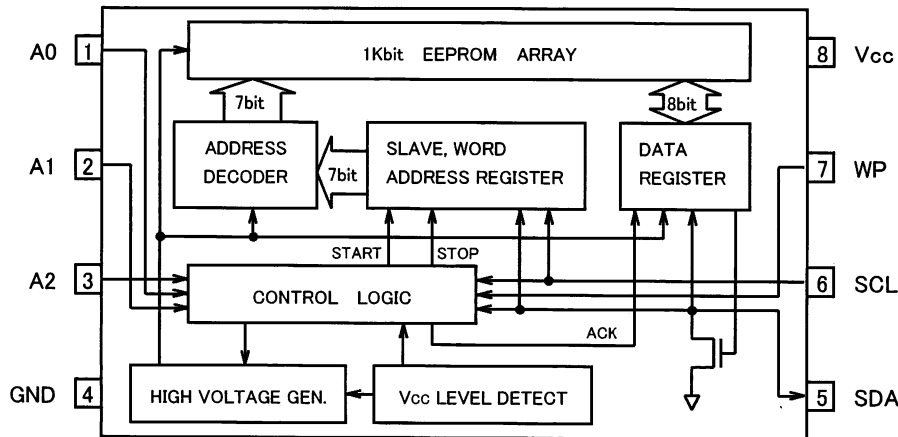 A0 1
1Kbit EEPROM ARRAY
8 Vcc
7bit
8bit
A1 2
ADDRESS
DECODER
7bit
SLAVE, WORD
ADDRESS REGISTER
DATA
REGISTER
7 WP
START
STOP
A2 3
CONTROL LOGIC
6 SCL
ACK
GND 4
HIGH VOLTAGE GEN.
Vcc LEVEL DETECT
5 SDA